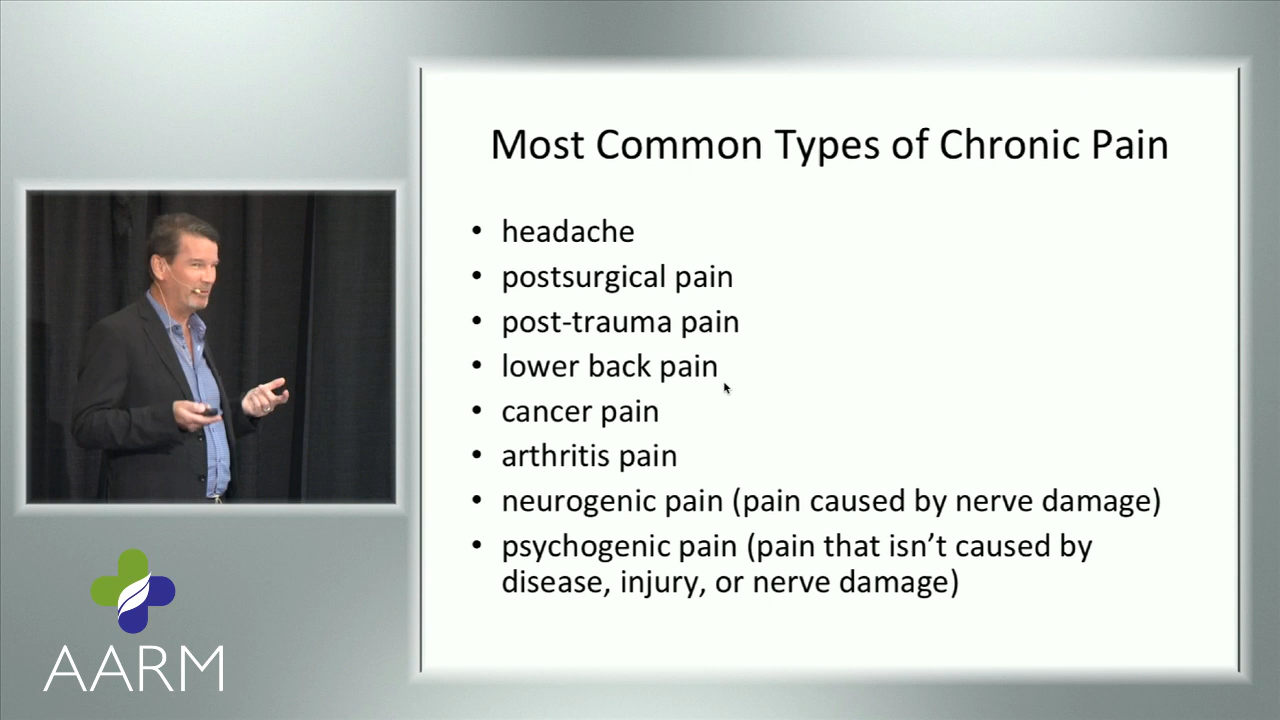 Most Common Types of Chronic Pain
• headache
• postsurgical pain
• post-trauma pain
• lower back pain
• cancer pain
• arthritis pain
• neurogenic pain (pain caused by nerve damage)
• psychogenic pain (pain that isn’t caused by
disease, injury, or nerve damage)
AARM